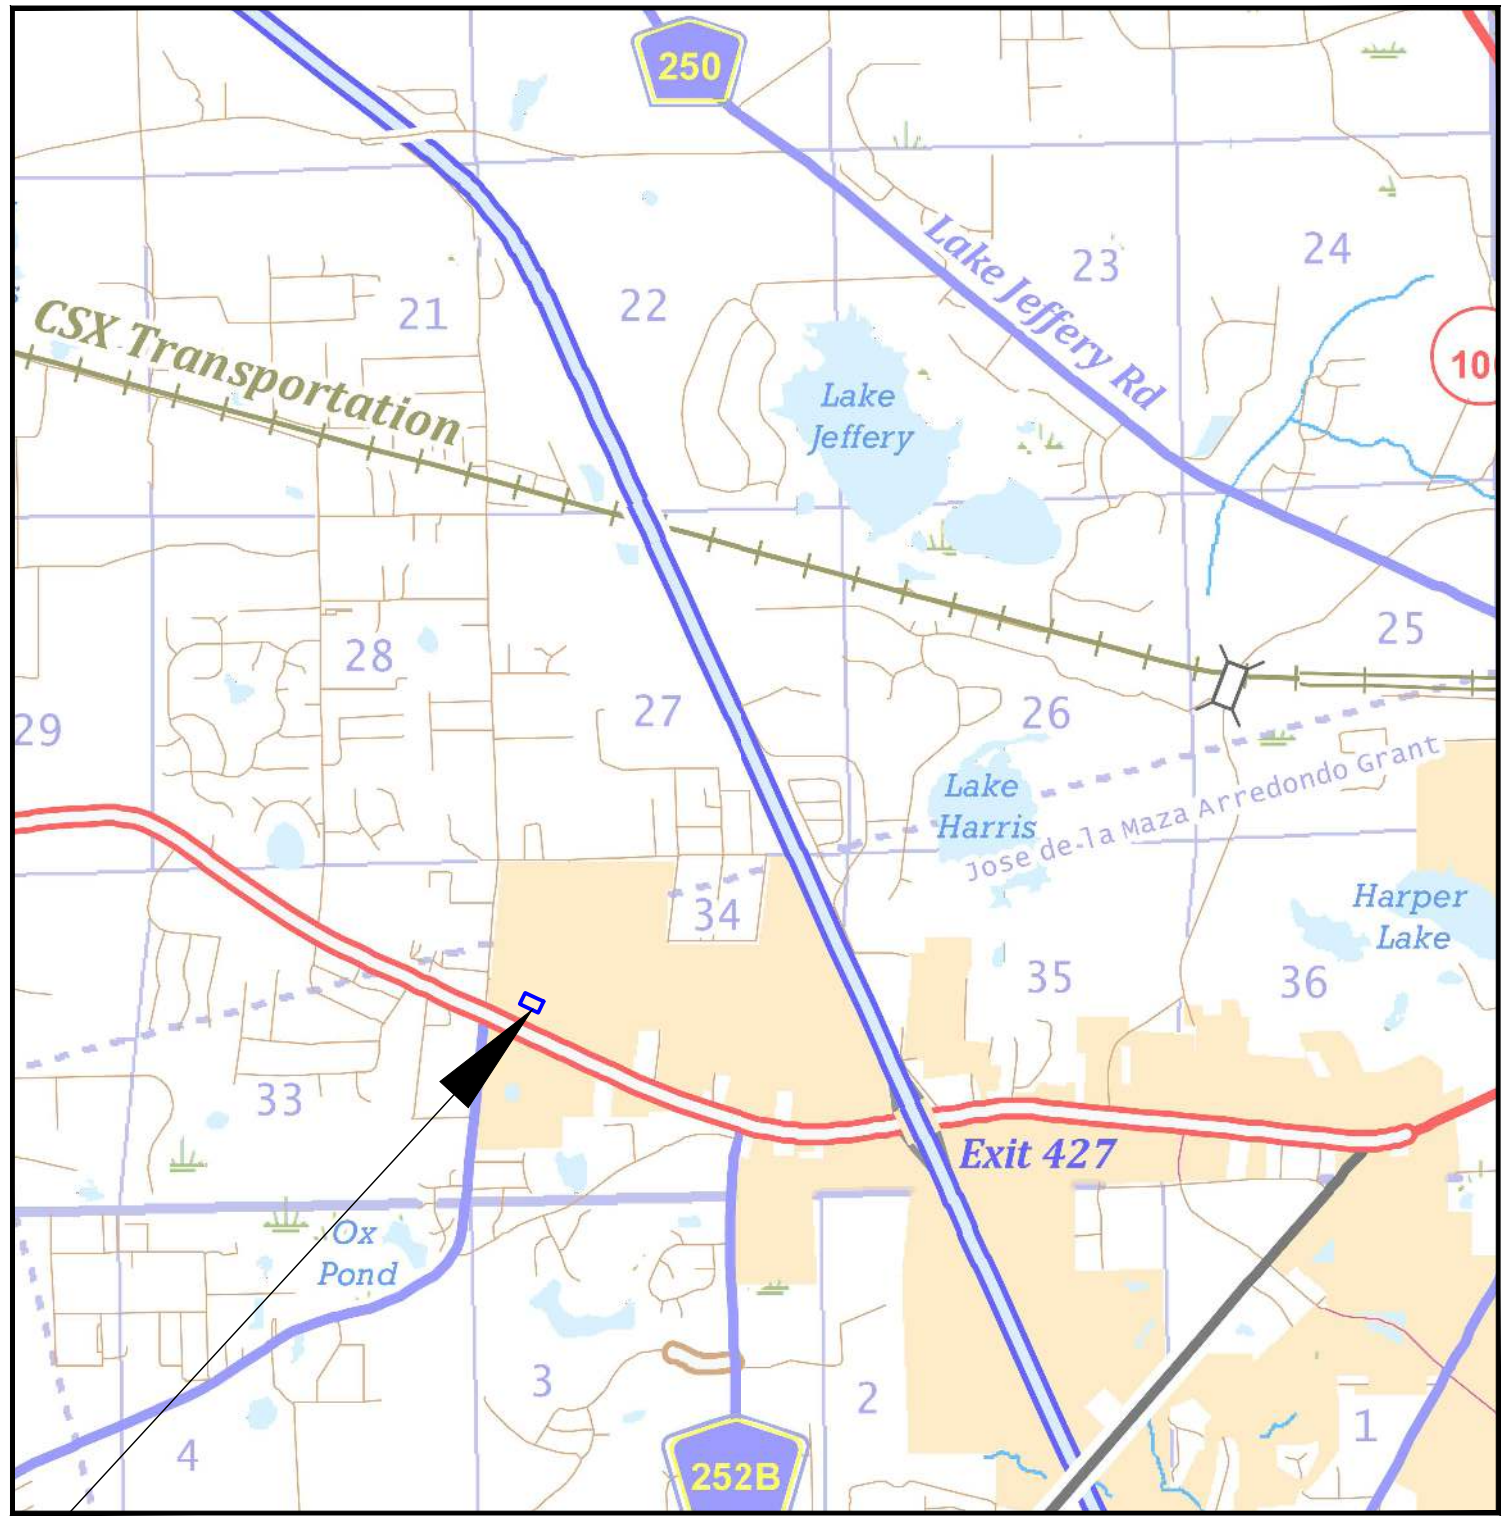 250
Lake Jeffery Rd
23
24
21
22
CSX Transportation
10
Lake
Jeffery
28
25
27
26
29
Lake
Harris
Jose de la Maza Arredondo Grant
34
Harper
Lake
35
36
33
Exit 427
Ox
Pond
3
2
1
4
252B